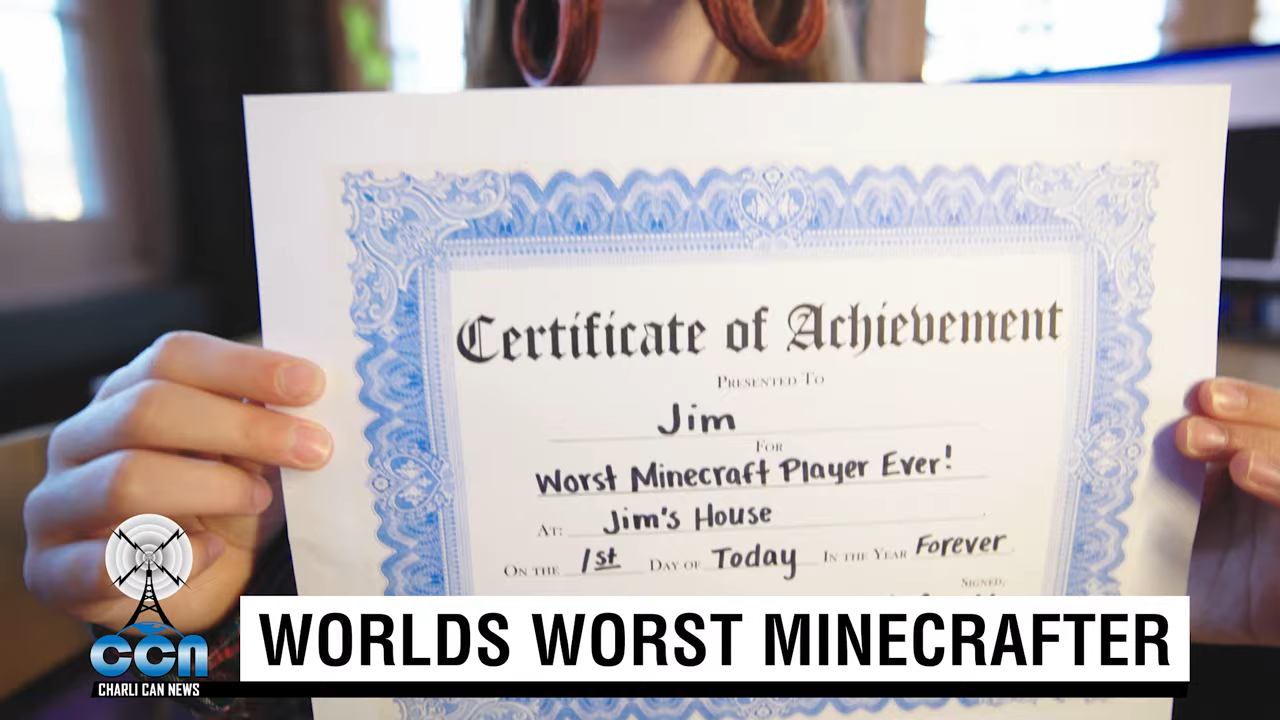 Certificate of Achievement
PRESENTED TO
Jim
FOR
Worst Minecraft Player Ever!
AT: Jim's House
ON THE 1st DAY OF Today IN THE YEAR Forever
SIGNED,
WORLDS WORST MINECRAFTER
CCN
CHARLI CAN NEWS